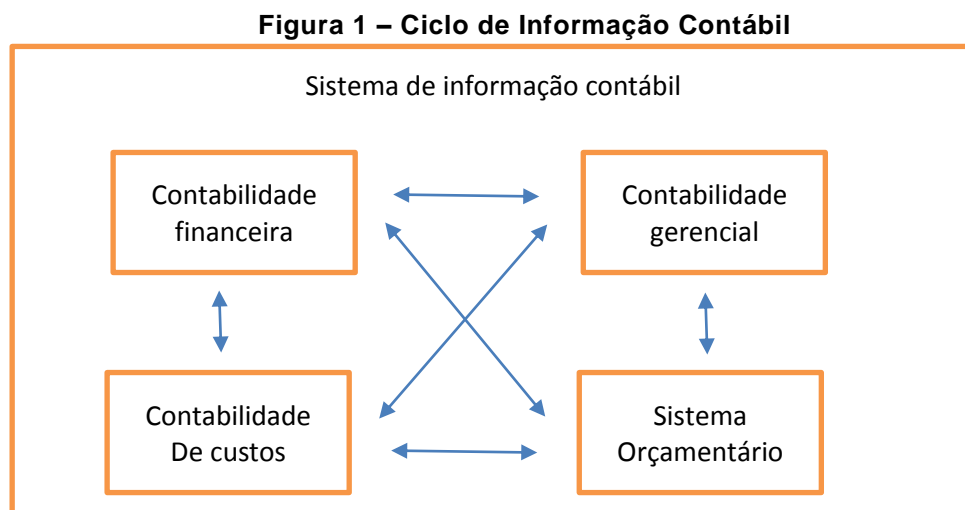 Figura 1 – Ciclo de Informação Contábil
Sistema de informação contábil
Contabilidade
financeira
Contabilidade
gerencial
Contabilidade
De custos
Sistema
Orçamentário